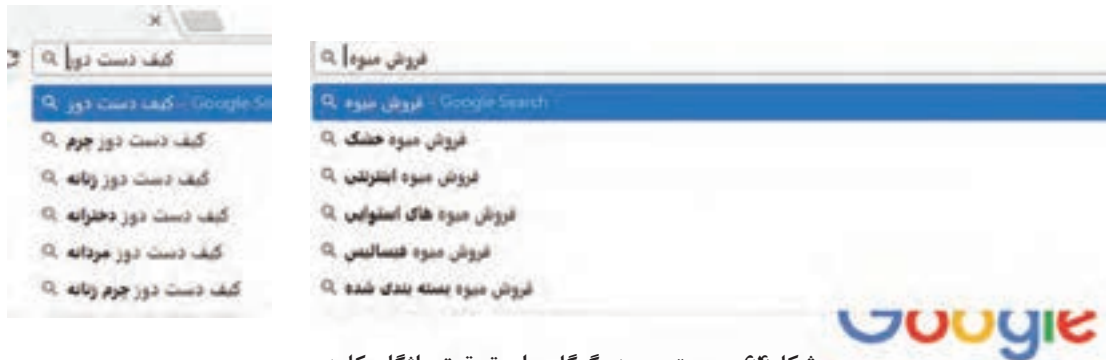 فروش میوه
فروش میوه - Google Search
فروش میوه خشک
فروش میوه اینترنتی
فروش میوه های استوایی
فروش میوه فیسالیس
فروش میوه بسته بندی شده
Google
کیف دست دوز
کیف دست دوز - Google Se
کیف دست دوز چرم
کیف دست دوز زنانه
کیف دست دوز دخترانه
کیف دست دوز مردانه
کیف دست دوز چرم زنانه